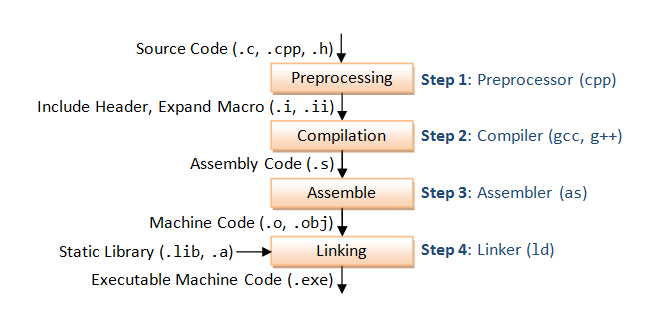 Source Code (.c, .cpp, .h)
Preprocessing
Step 1: Preprocessor (cpp)
Include Header, Expand Macro (.i, .ii)
Compilation
Step 2: Compiler (gcc, g++)
Assembly Code (.s)
Assemble
Step 3: Assembler (as)
Machine Code (.o, .obj)
Static Library (.lib, .a)
Linking
Step 4: Linker (ld)
Executable Machine Code (.exe)